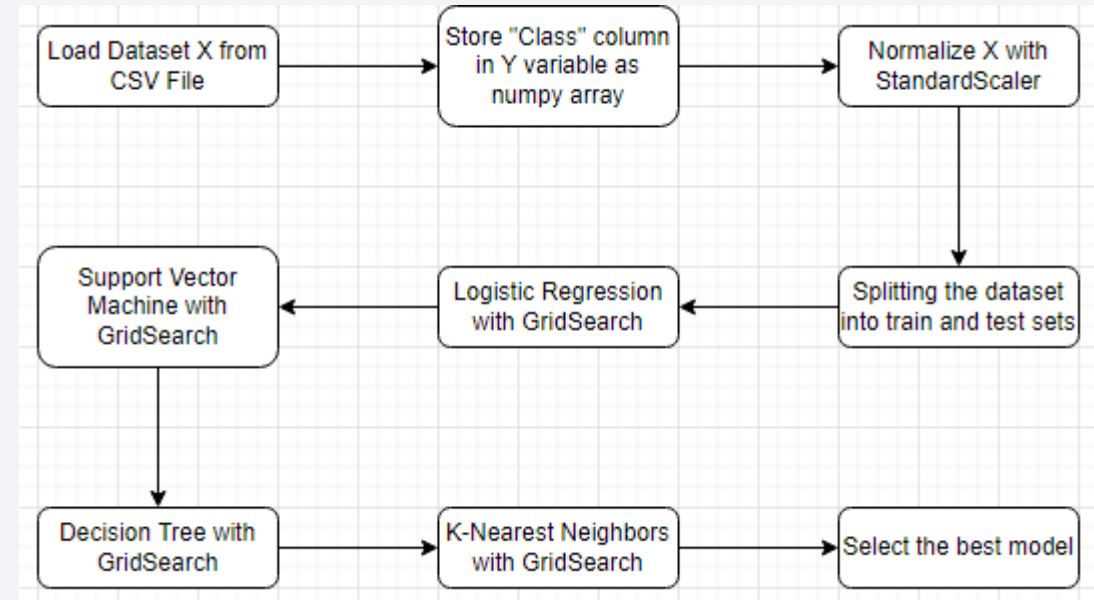 Load Dataset X from
CSV File
Store "Class" column
in Y variable as
numpy array
Normalize X with
StandardScaler
Splitting the dataset
into train and test sets
Logistic Regression
with GridSearch
Support Vector
Machine with
GridSearch
Decision Tree with
GridSearch
K-Nearest Neighbors
with GridSearch
Select the best model